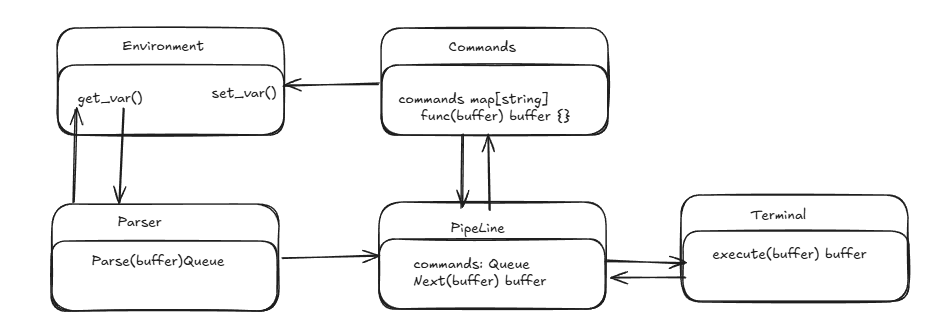 Environment
get_var()
set_var()
Commands
commands map[string]
func(buffer) buffer {}
Parser
Parse(buffer)Queue
PipeLine
commands: Queue
Next(buffer) buffer
Terminal
execute(buffer) buffer